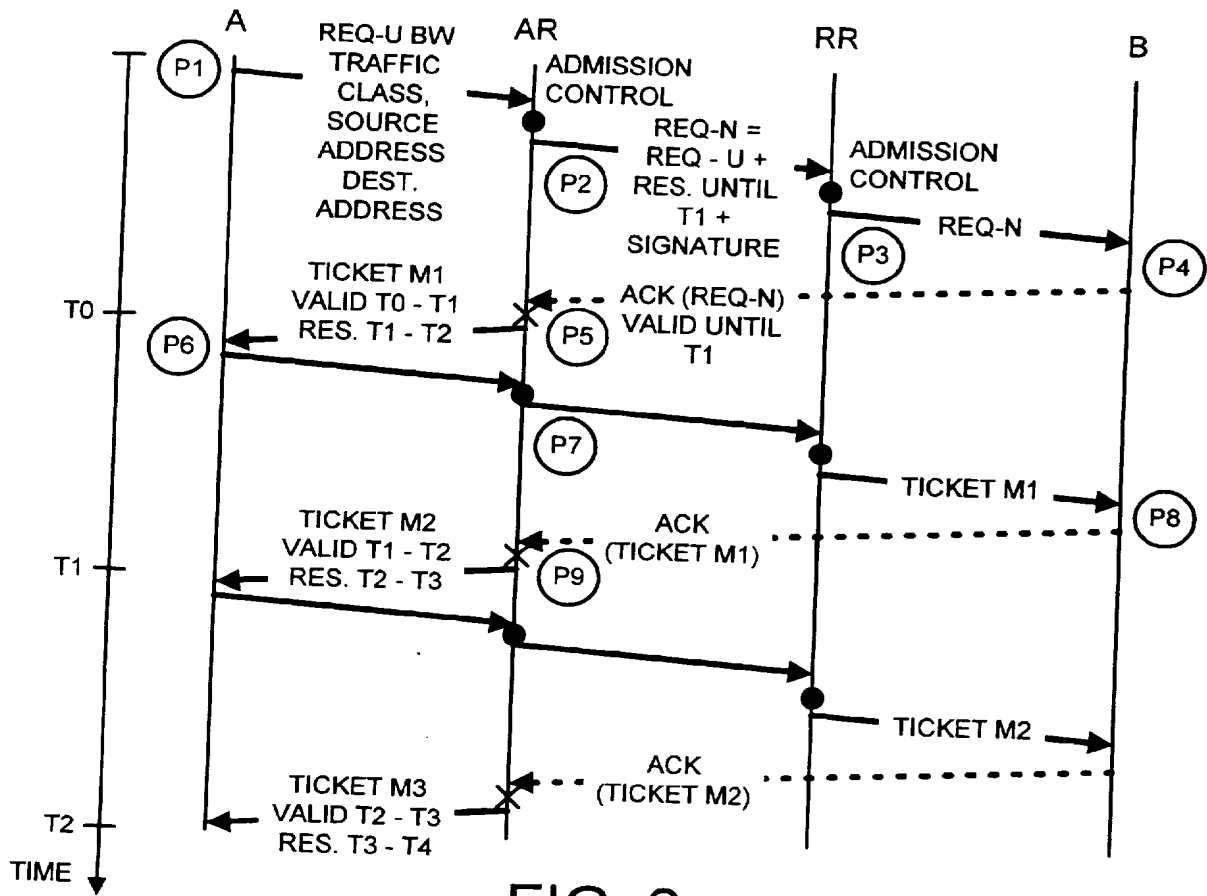 A
AR
RR
B
P1
REQ-U BW
TRAFFIC
CLASS,
SOURCE
ADDRESS
DEST.
ADDRESS
ADMISSION
CONTROL
P2
REQ-N =
REQ - U +
RES. UNTIL
T1 +
SIGNATURE
ADMISSION
CONTROL
P3
REQ-N
P4
T0
TICKET M1
VALID T0 - T1
RES. T1 - T2
P5
ACK (REQ-N)
VALID UNTIL
T1
P6
P7
TICKET M1
P8
T1
TICKET M2
VALID T1 - T2
RES. T2 - T3
P9
ACK
(TICKET M1)
TICKET M2
ACK
(TICKET M2)
TICKET M3
VALID T2 - T3
RES. T3 - T4
T2
TIME